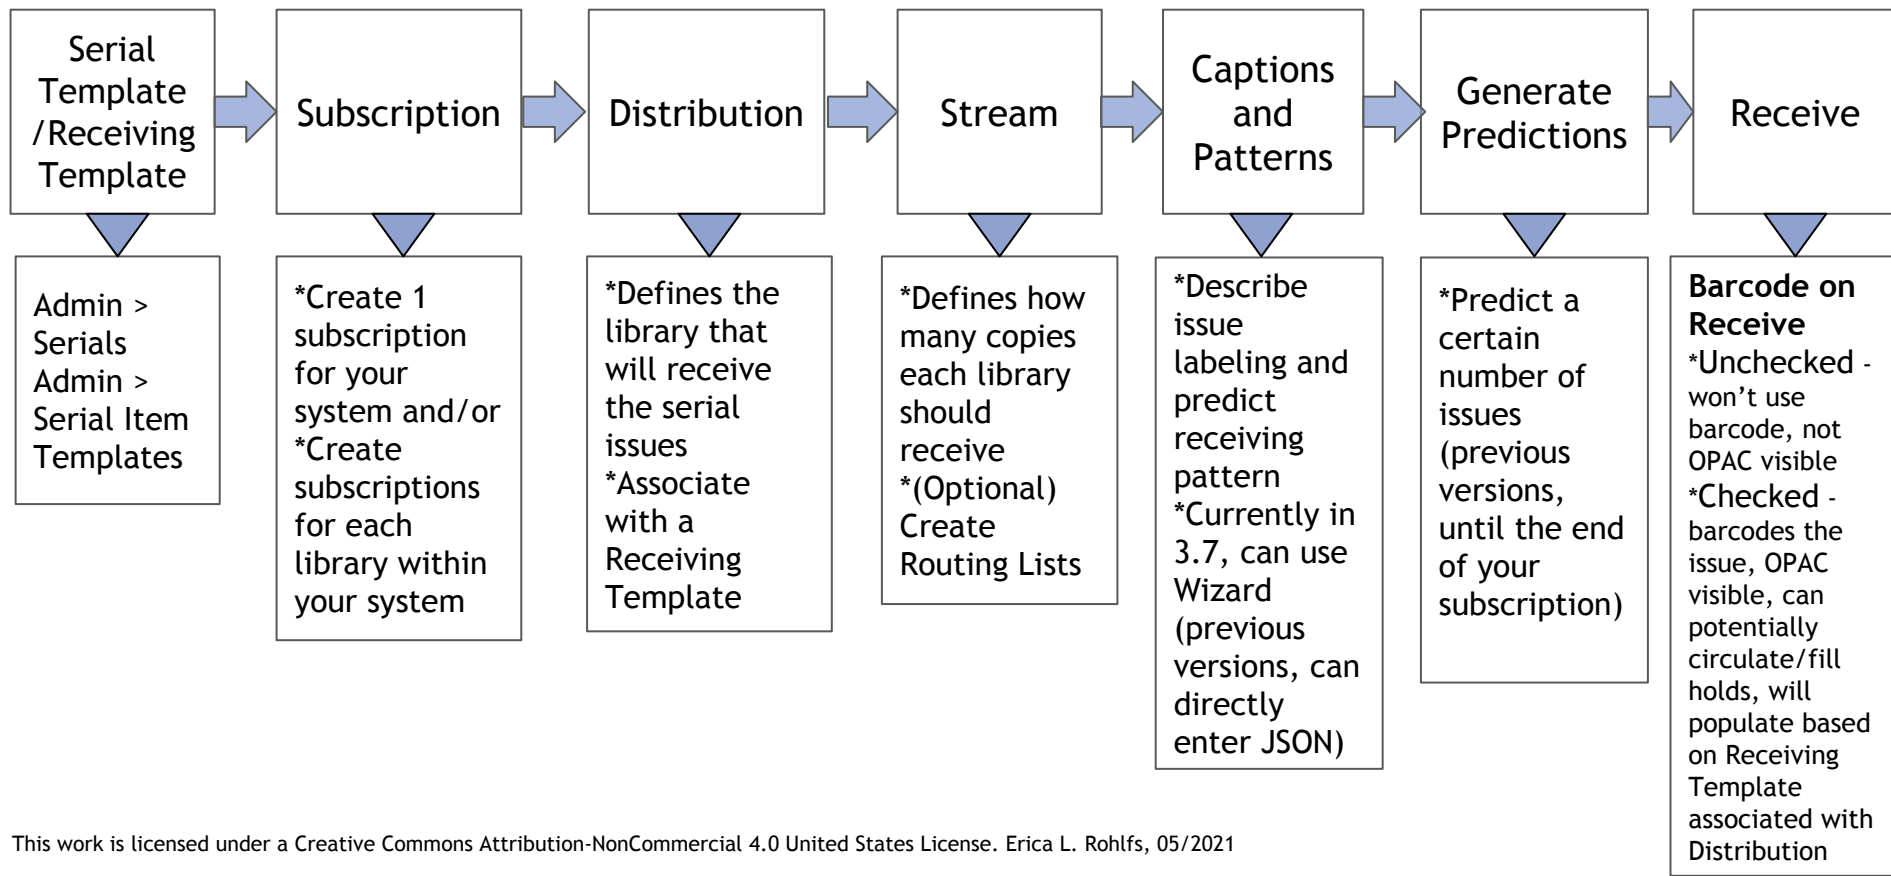 Serial
Template
/Receiving
Template
Subscription
Distribution
Stream
Captions
and
Patterns
Generate
Predictions
Receive
Admin >
Serials
Admin >
Serial Item
Templates
*Create 1
subscription
for your
system and/or
*Create
subscriptions
for each
library within
your system
*Defines the
library that
will receive
the serial
issues
*Associate
with a
Receiving
Template
*Defines how
many copies
each library
should
receive
*(Optional)
Create
Routing Lists
*Describe
issue
labeling and
predict
receiving
pattern
*Currently in
3.7, can use
Wizard
(previous
versions, can
directly
enter JSON)
*Predict a
certain
number of
issues
(previous
versions,
until the end
of your
subscription)
Barcode on
Receive
*Unchecked -
won’t use
barcode, not
OPAC visible
*Checked -
barcodes the
issue, OPAC
visible, can
potentially
circulate/fill
holds, will
populate based
on Receiving
Template
associated with
Distribution
This work is licensed under a Creative Commons Attribution-NonCommercial 4.0 United States License. Erica L. Rohlfs, 05/2021